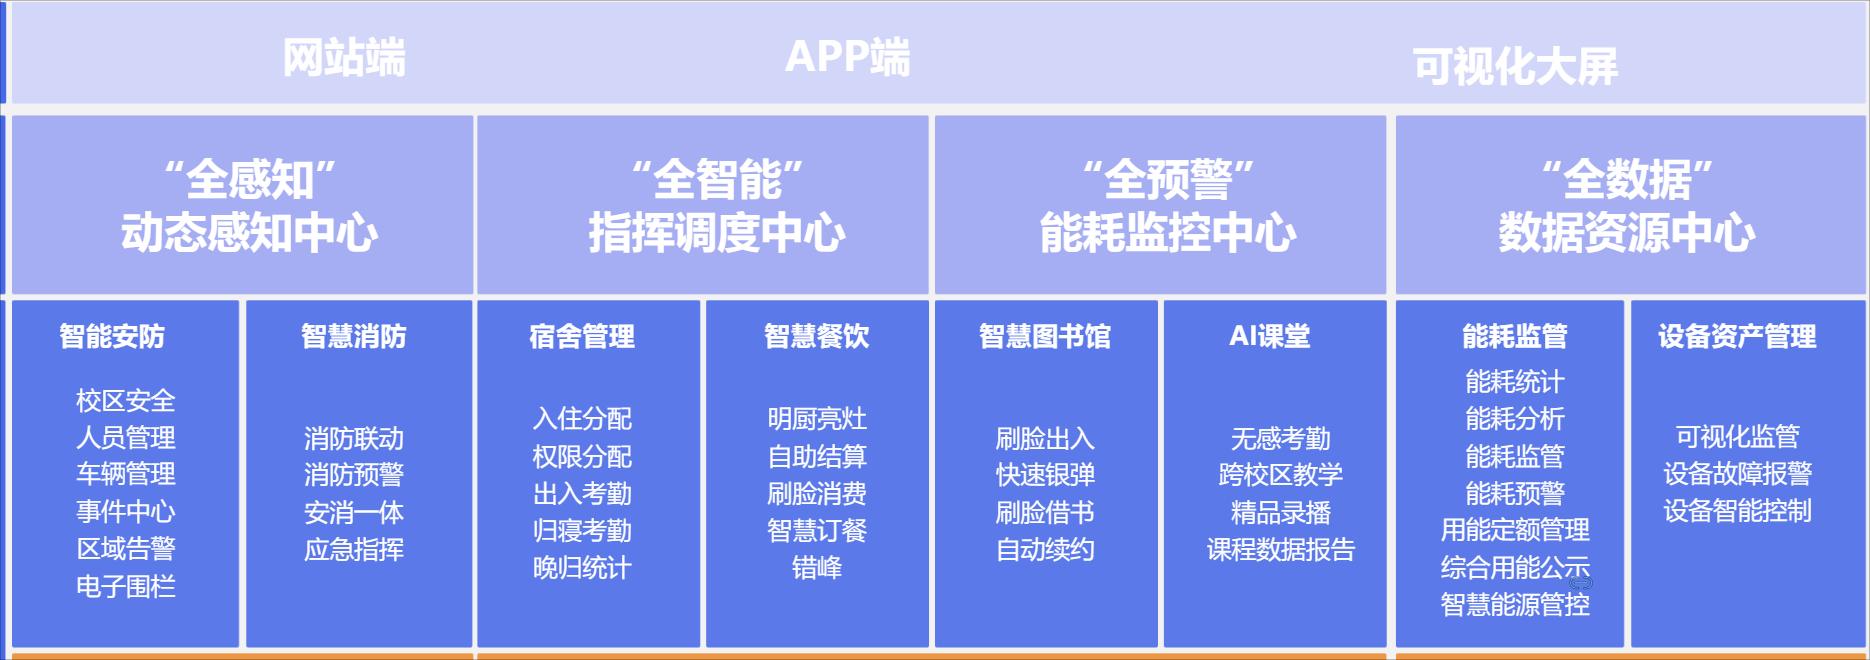 网站端
APP端
可视化大屏
“全感知”
动态感知中心
“全智能”
指挥调度中心
“全预警”
能耗监控中心
“全数据”
数据资源中心
智能安防
校区安全
人员管理
车辆管理
事件中心
区域告警
电子围栏
智慧消防
消防联动
消防预警
安消一体
应急指挥
宿舍管理
入住分配
权限分配
出入考勤
归寝考勤
晚归统计
智慧餐饮
明厨亮灶
自助结算
刷脸消费
智慧订餐
错峰
智慧图书馆
刷脸出入
快速银弹
刷脸借书
自动续约
AI课堂
无感考勤
跨校区教学
精品录播
课程数据报告
能耗监管
能耗统计
能耗分析
能耗监管
能耗预警
用能定额管理
综合用能公示
智慧能源管控
设备资产管理
可视化监管
设备故障报警
设备智能控制